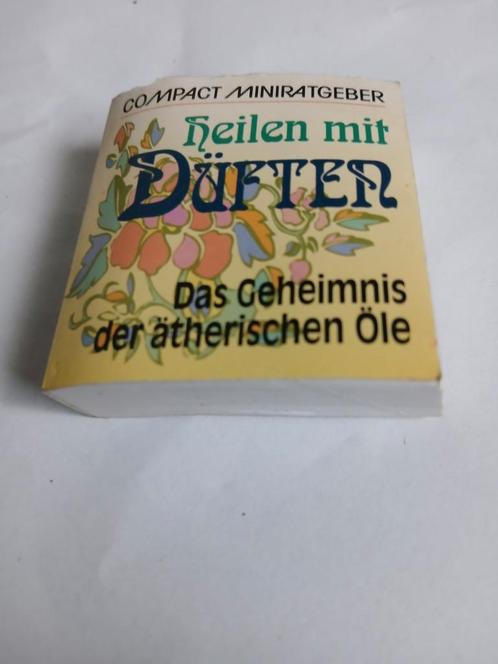 COMPACT MINIRATGEBER
Heilen mit
DÜFTEN
Das Geheimnis
der ätherischen Öle